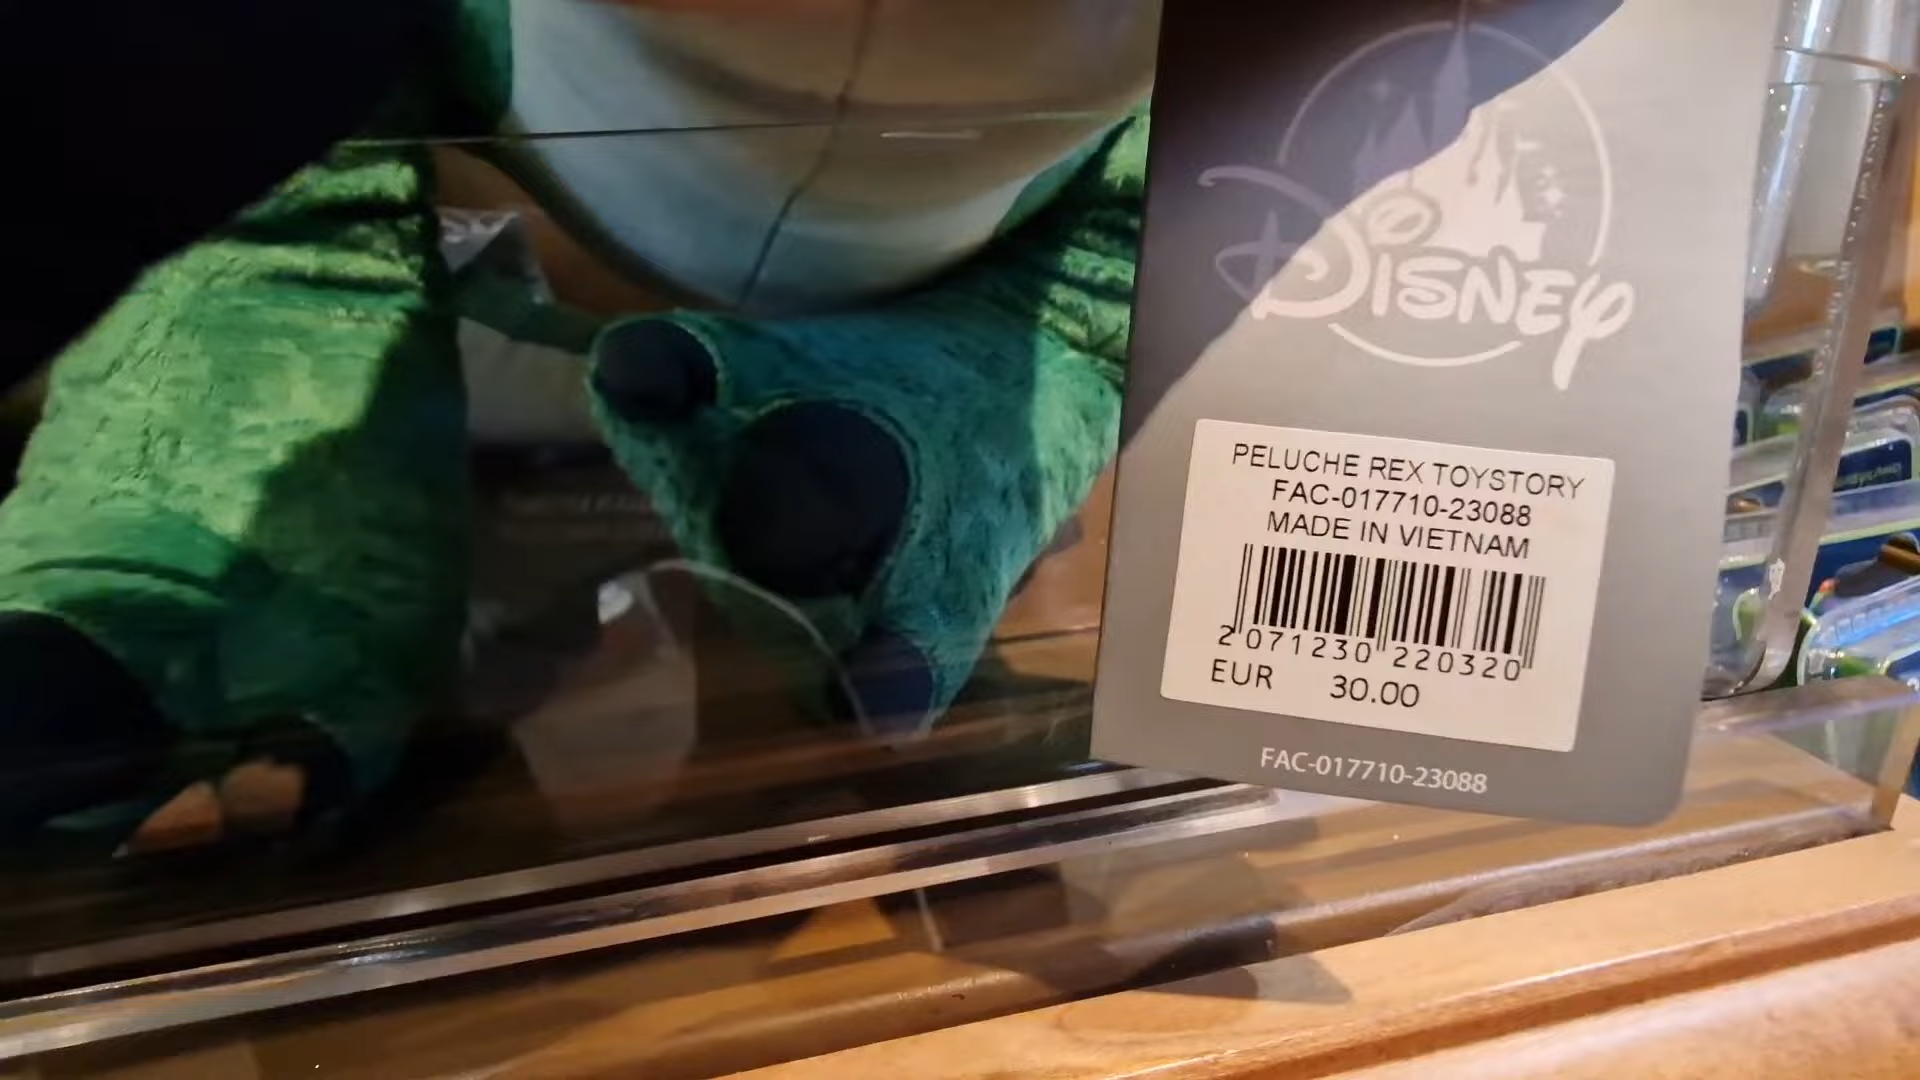 Disney
PELUCHE REX TOYSTORY
FAC-017710-23088
MADE IN VIETNAM
2 071230 220320
EUR 30.00
FAC-017710-23088